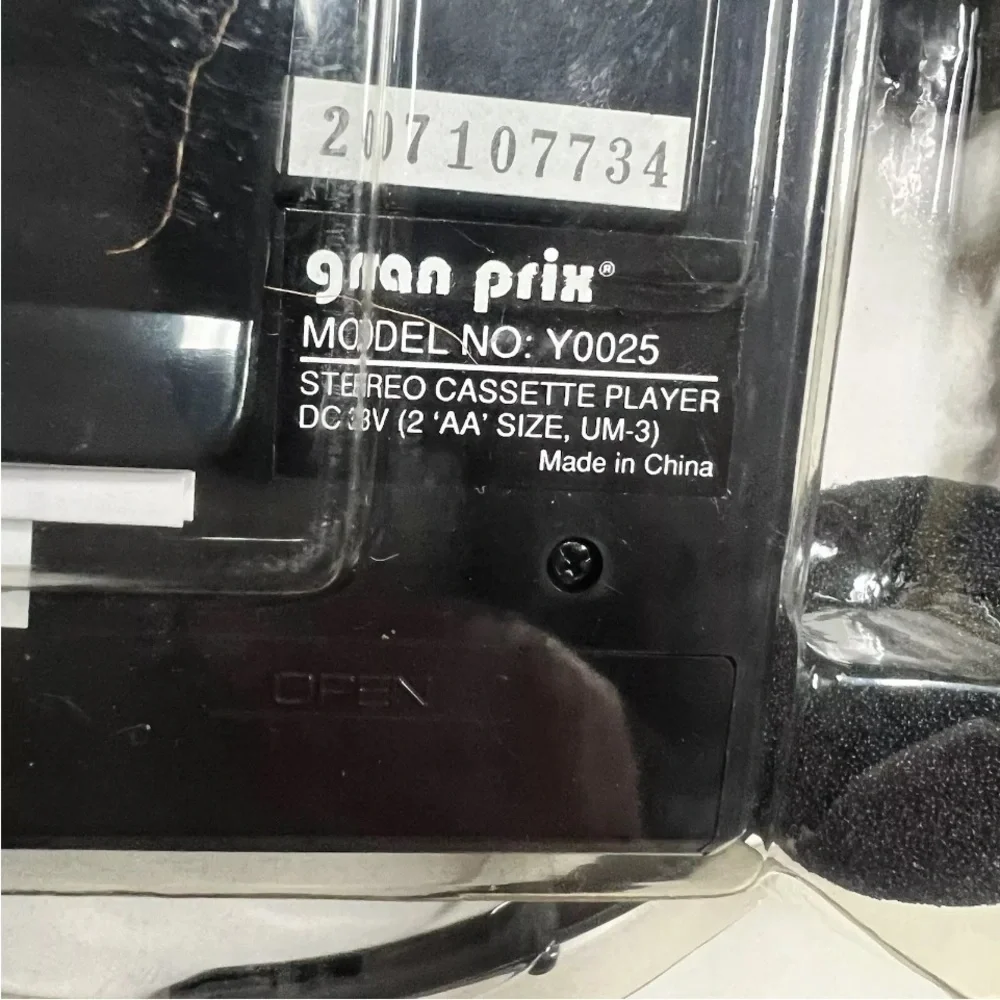 207107734
gran prix®
MODEL NO: Y0025
STEREO CASSETTE PLAYER
DC 3V (2 ‘AA’ SIZE, UM-3)
Made in China
OPEN